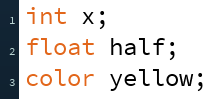 1 int x;
2 float half;
3 color yellow;